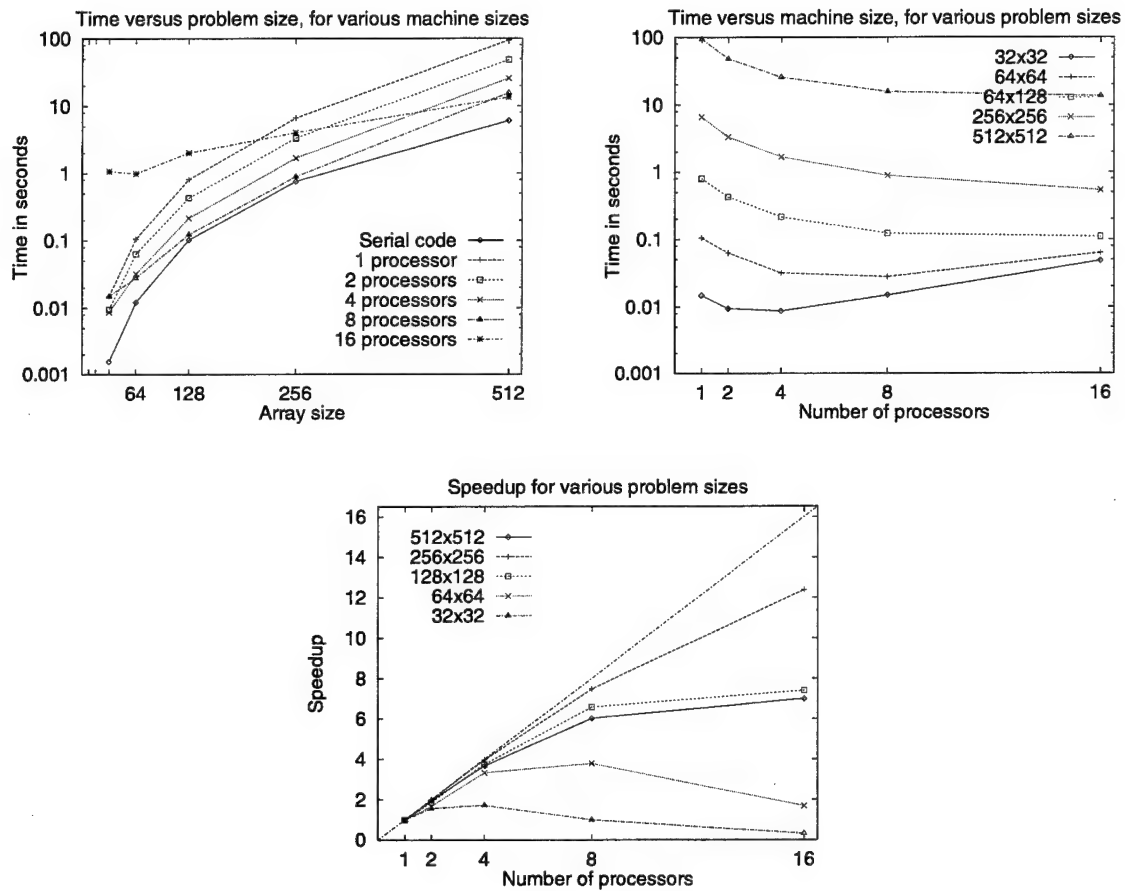 Time versus problem size, for various machine sizes
100
10
1
0.1
0.01
0.001
Time in seconds
Serial code
1 processor
2 processors
4 processors
8 processors
16 processors
64 128 256 512
Array size
Time versus machine size, for various problem sizes
100
10
1
0.1
0.01
0.001
Time in seconds
32x32
64x64
64x128
256x256
512x512
1 2 4 8 16
Number of processors
Speedup for various problem sizes
16
14
12
10
8
6
4
2
0
Speedup
512x512
256x256
128x128
64x64
32x32
1 2 4 8 16
Number of processors